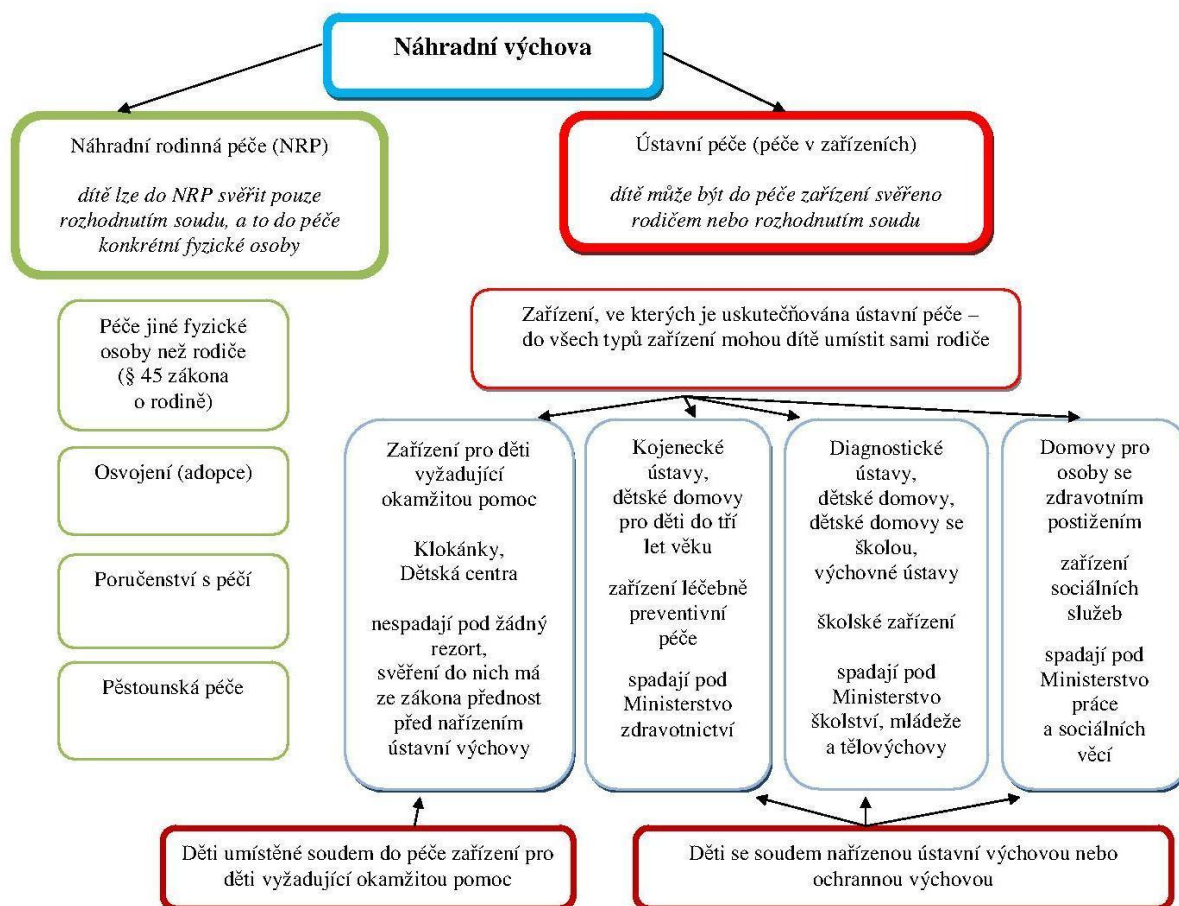 Náhradní výchova
Náhradní rodinná péče (NRP)
dítě lze do NRP svěřit pouze
rozhodnutím soudu, a to do péče
konkrétní fyzické osoby
Ústavní péče (péče v zařízeních)
dítě může být do péče zařízení svěřeno
rodičem nebo rozhodnutím soudu
Péče jiné fyzické
osoby než rodiče
(§ 45 zákona
o rodině)
Osvojení (adopce)
Poručenství s péčí
Pěstounská péče
Zařízení, ve kterých je uskutečňována ústavní péče –
do všech typů zařízení mohou dítě umístit sami rodiče
Zařízení pro děti
vyžadující
okamžitou pomoc
Klokánky,
Dětská centra
nespadají pod žádný
rezort,
svěření do nich má
ze zákona přednost
před nařízením
ústavní výchovy
Kojenecké
ústavy,
dětské domovy
pro děti do tří
let věku
zařízení léčebně
preventivní
péče
spadají pod
Ministerstvo
zdravotnictví
Diagnostické
ústavy,
dětské domovy,
dětské domovy se
školou,
výchovné ústavy
školské zařízení
spadají pod
Ministerstvo
školství, mládeže
a tělovýchovy
Domovy pro
osoby se
zdravotním
postižením
zařízení
sociálních
služeb
spadají pod
Ministerstvo
práce
a sociálních
věcí
Děti umístěné soudem do péče zařízení pro
děti vyžadující okamžitou pomoc
Děti se soudem nařízenou ústavní výchovou nebo
ochrannou výchovou